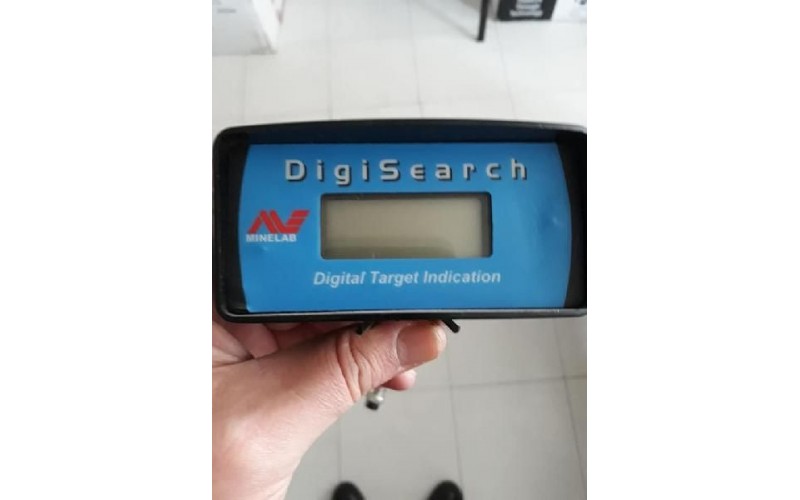 DigiSearch
MINELAB
Digital Target Indication